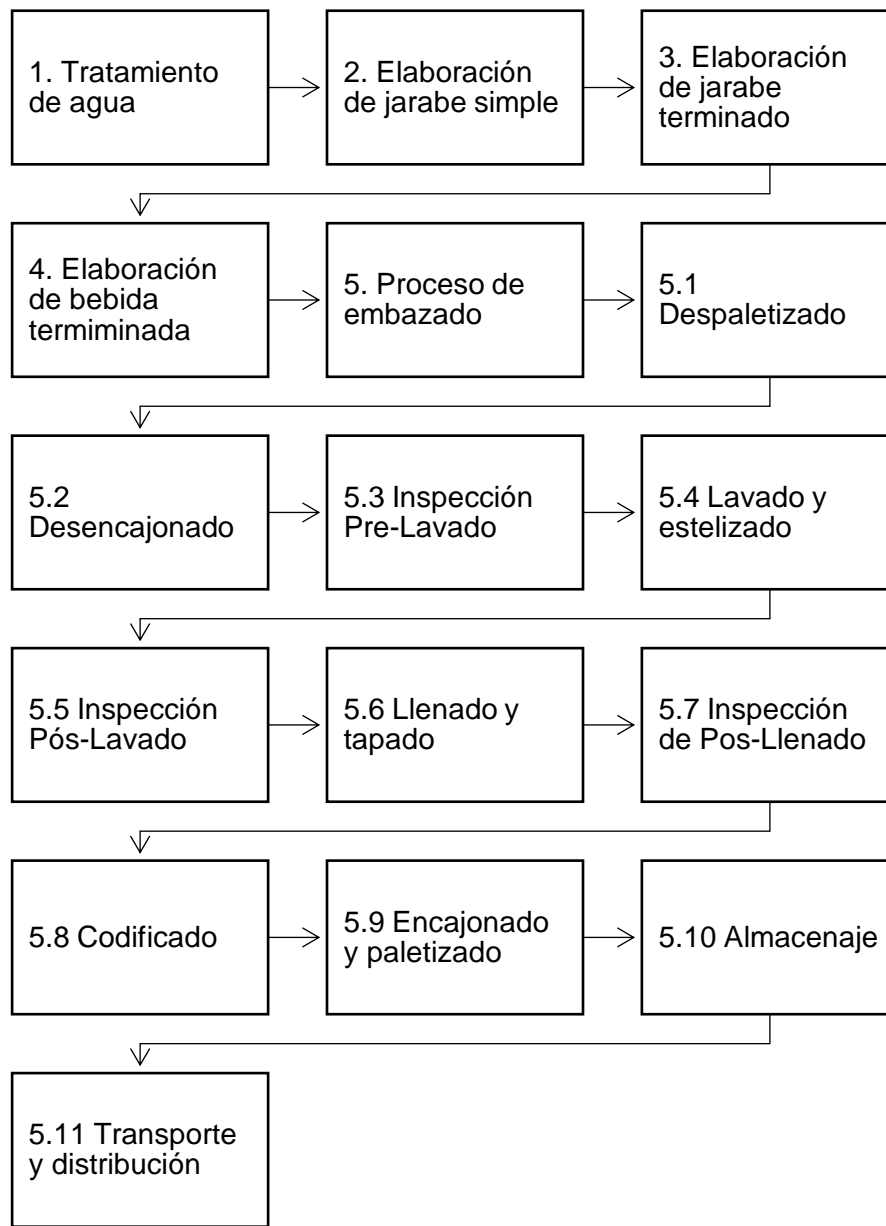 1. Tratamiento
de agua
2. Elaboración
de jarabe simple
3. Elaboración
de jarabe
terminado
4. Elaboración
de bebida
termiminada
5. Proceso de
embazado
5.1
Despaletizado
5.2
Desencajonado
5.3 Inspección
Pre-Lavado
5.4 Lavado y
estelizado
5.5 Inspección
Pós-Lavado
5.6 Llenado y
tapado
5.7 Inspección
de Pos-Llenado
5.8 Codificado
5.9 Encajonado
y paletizado
5.10 Almacenaje
5.11 Transporte
y distribución